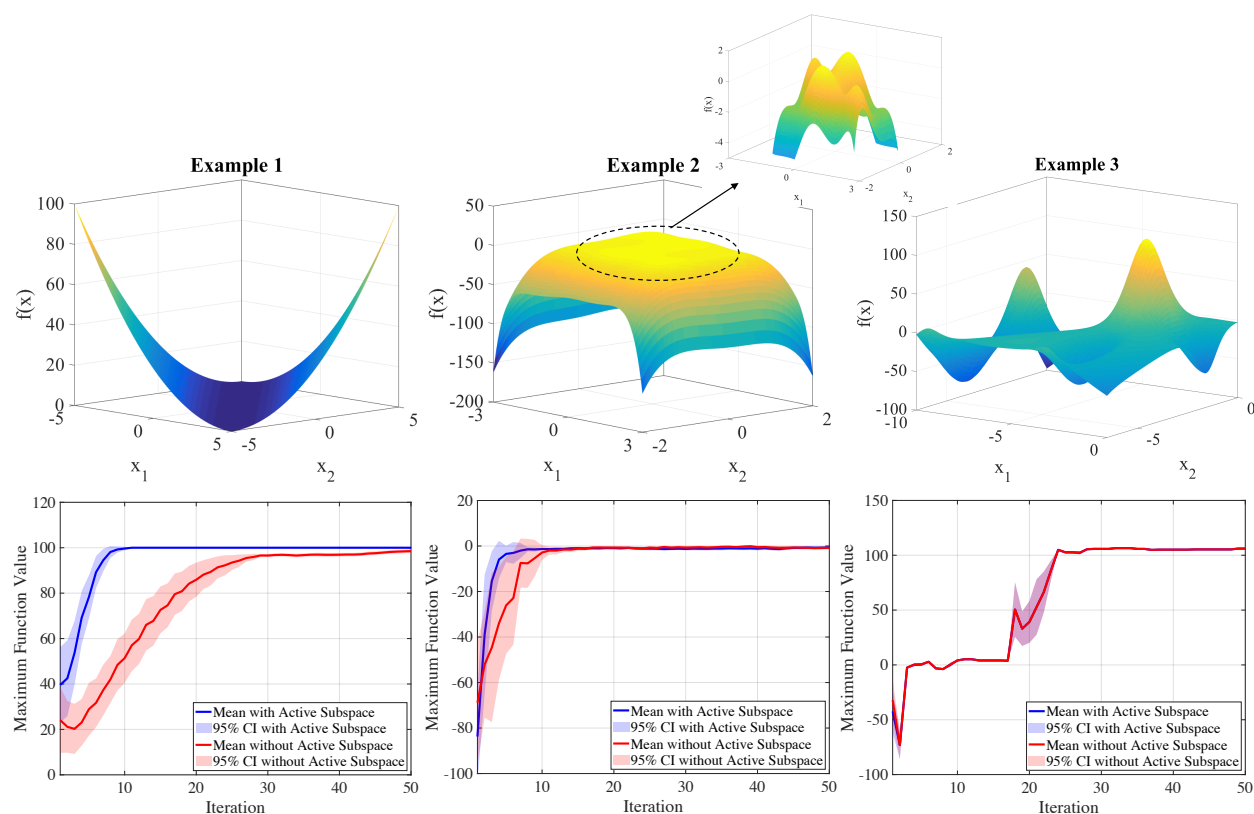 2
0
-2
-4
-3
f(x)
0
3
-2
0
2
x1
x2
Example 1
Example 2
Example 3
100
80
60
40
20
0
f(x)
-5
0
5
-5
0
5
x1
x2
50
0
-50
-100
-150
-200
f(x)
-3
0
3
-2
0
2
x1
x2
150
100
50
0
-50
-100
f(x)
-10
-5
0
-5
0
x1
x2
120
100
80
60
40
20
0
Maximum Function Value
Mean with Active Subspace
95% CI with Active Subspace
Mean without Active Subspace
95% CI without Active Subspace
10
20
30
40
50
Iteration
20
0
-20
-40
-60
-80
-100
Maximum Function Value
Mean with Active Subspace
95% CI with Active Subspace
Mean without Active Subspace
95% CI without Active Subspace
10
20
30
40
50
Iteration
150
100
50
0
-50
-100
Maximum Function Value
Mean with Active Subspace
95% CI with Active Subspace
Mean without Active Subspace
95% CI without Active Subspace
10
20
30
40
50
Iteration